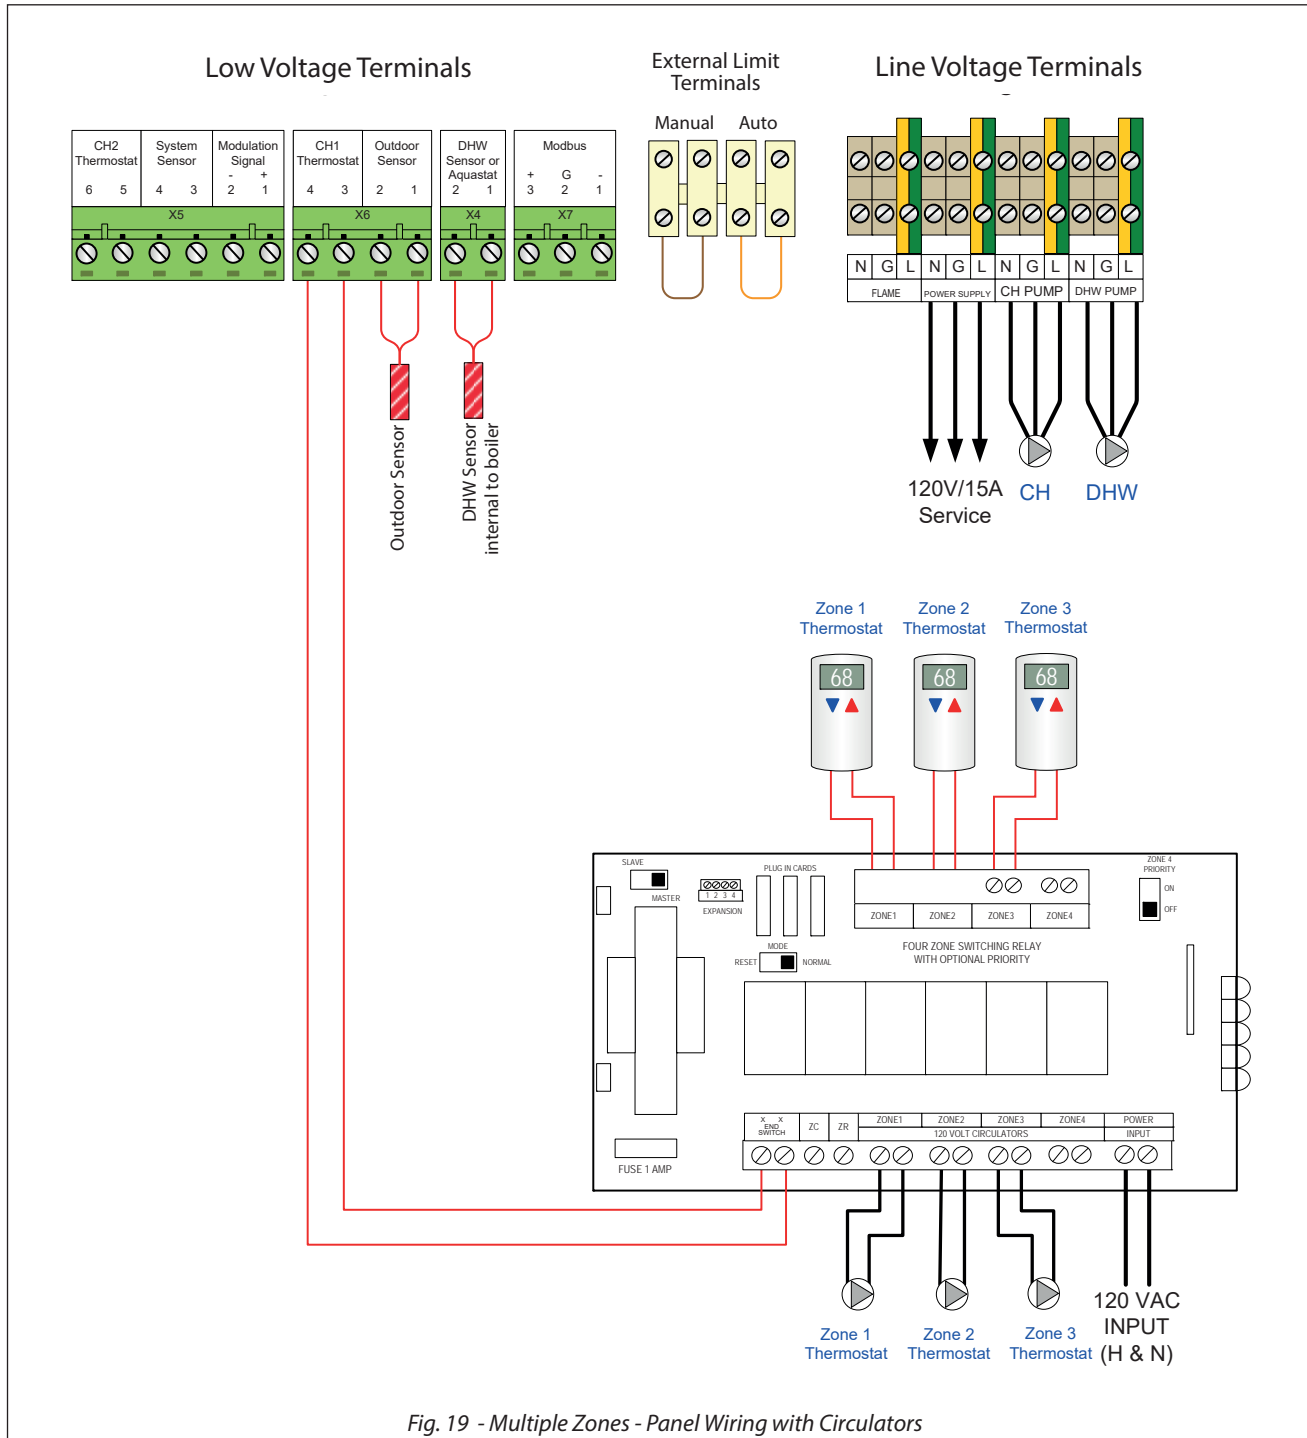 Low Voltage Terminals
External Limit
Terminals
Line Voltage Terminals
Manual Auto
CH2
Thermostat
6 5
System
Sensor
4 3
Modulation
Signal
- +
2 1
X5
CH1
Thermostat
4 3
Outdoor
Sensor
2 1
X6
DHW
Sensor or
Aquastat
2 1
X4
Modbus
+ G -
3 2 1
X7
N G L N G L N G L N G L
FLAME POWER SUPPLY CH PUMP DHW PUMP
Outdoor Sensor
DHW Sensor
internal to boiler
120V/15A
Service
CH
DHW
Zone 1
Thermostat
Zone 2
Thermostat
Zone 3
Thermostat
68
68
68
SLAVE
MASTER
1 2 3 4
EXPANSION
PLUG IN CARDS
MODE
RESET NORMAL
ZONE1 ZONE2 ZONE3 ZONE4
FOUR ZONE SWITCHING RELAY
WITH OPTIONAL PRIORITY
ZONE 4
PRIORITY
ON
OFF
FUSE 1 AMP
X X
END
SWITCH
ZC
ZR
ZONE1 ZONE2 ZONE3 ZONE4
120 VOLT CIRCULATORS
POWER
INPUT
Zone 1
Thermostat
Zone 2
Thermostat
Zone 3
Thermostat
120 VAC
INPUT
(H & N)
Fig. 19 - Multiple Zones - Panel Wiring with Circulators